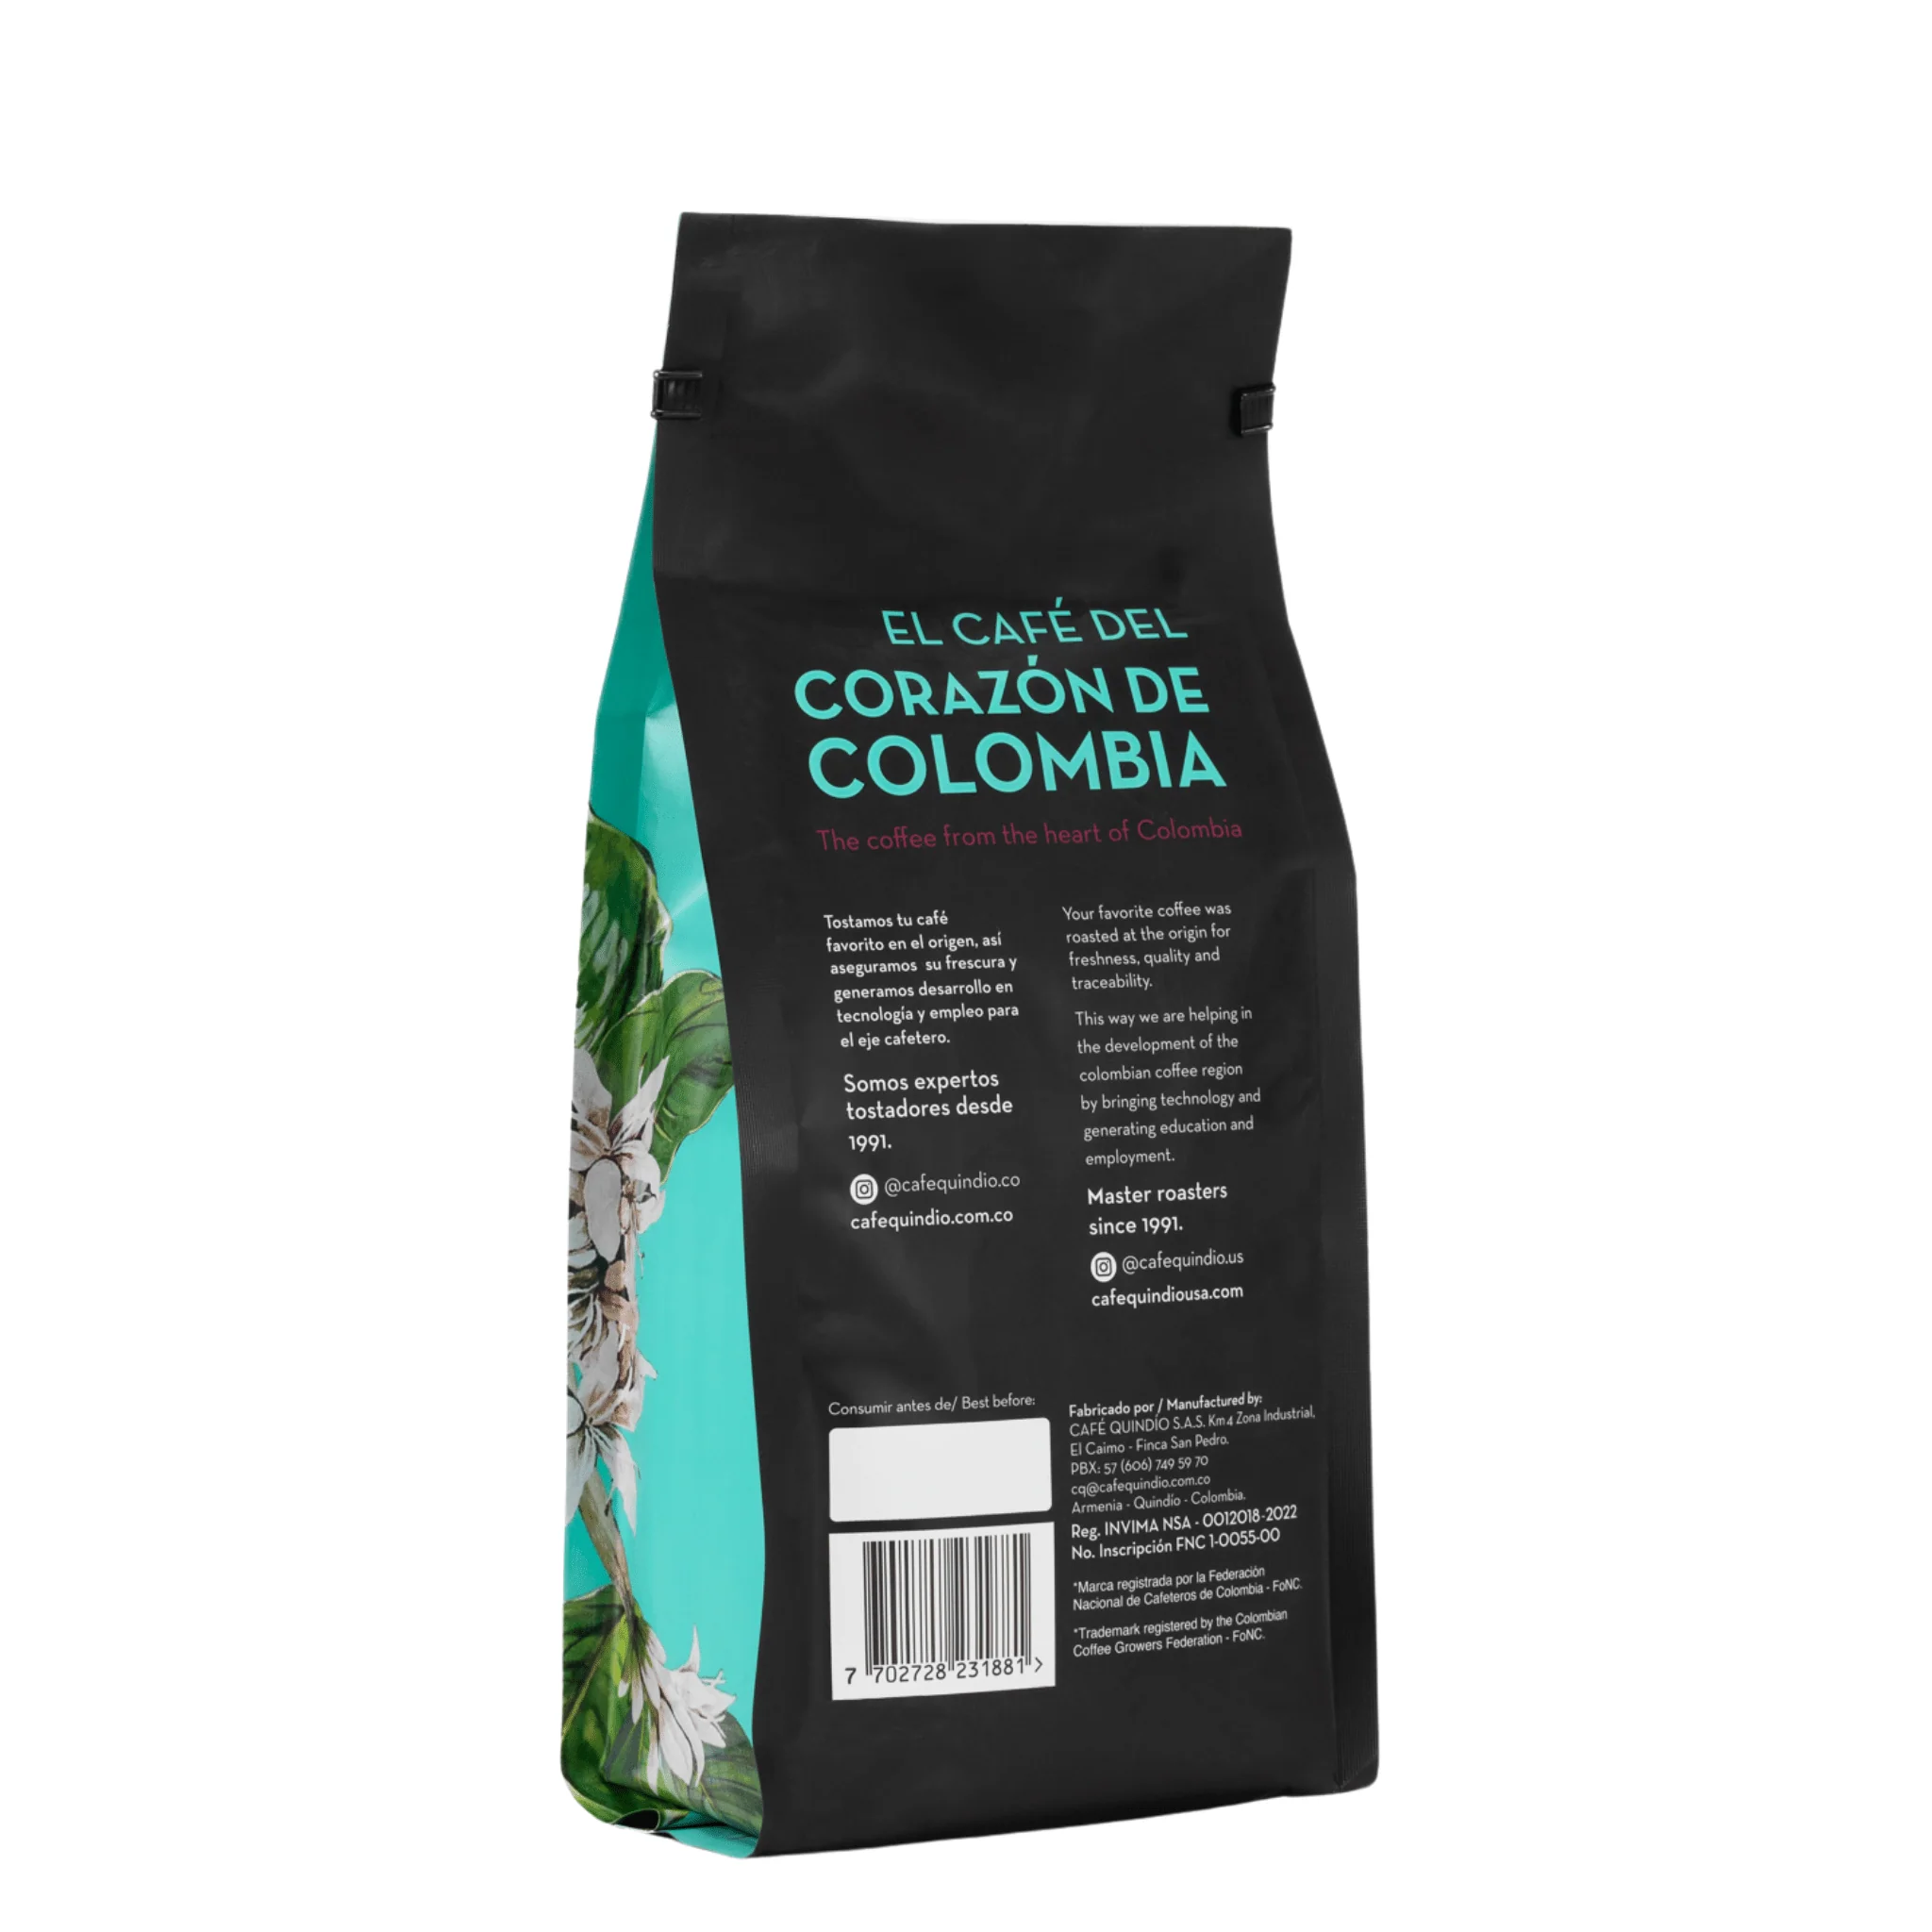 EL CAFÉ DEL
CORAZÓN DE
COLOMBIA
The coffee from the heart of Colombia
Tostamos tu café
favorito en el origen, así
aseguramos su frescura y
generamos desarrollo en
tecnología y empleo para
el eje cafetero.
Somos expertos
tostadores desde
1991.
@cafequindio.co
cafequindio.com.co
Your favorite coffee was
roasted at the origin for
freshness, quality and
traceability.
This way we are helping in
the development of the
colombian coffee region
by bringing technology and
generating education and
employment.
Master roasters
since 1991.
@cafequindio.us
cafequindiousa.com
Consumir antes de/ Best before:
7 702728 231881 >
Fabricado por / Manufactured by:
CAFÉ QUINDÍO S.A.S. Km 4 Zona Industrial,
El Caimo - Finca San Pedro.
PBX: 57 (606) 749 59 70
cq@cafequindio.com.co
Armenia - Quindío - Colombia.
Reg. INVIMA NSA - 0012018-2022
No. Inscripción FNC 1-0055-00
*Marca registrada por la Federación
Nacional de Cafeteros de Colombia - FoNC.
*Trademark registered by the Colombian
Coffee Growers Federation - FoNC.